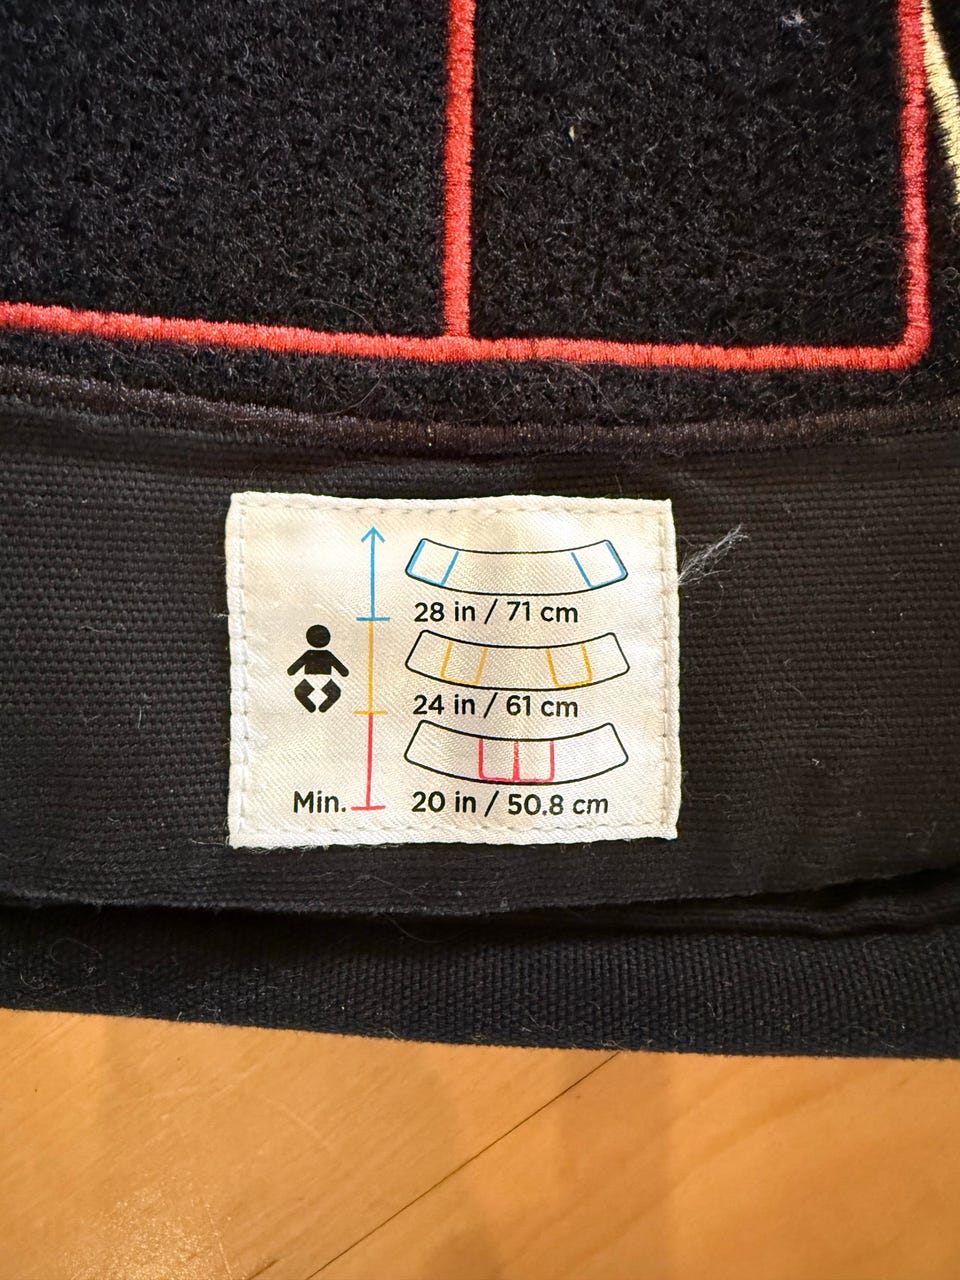 28 in / 71 cm
24 in / 61 cm
Min. 20 in / 50.8 cm